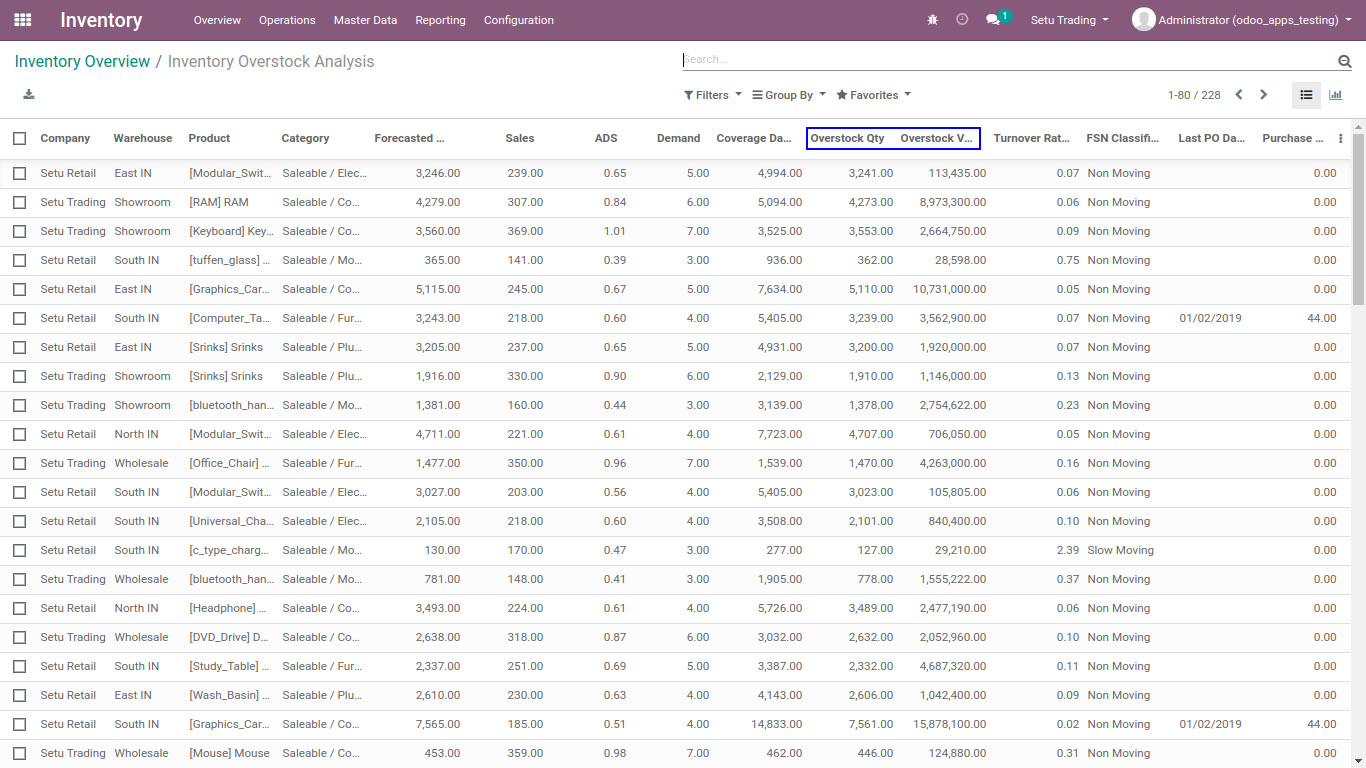 Inventory Overview Operations Master Data Reporting Configuration 1 Setu Trading Administrator (odoo_apps_testing)
Inventory Overview / Inventory Overstock Analysis Search...
Filters Group By Favorites 1-80 / 228
Company Warehouse Product Category Forecasted ... Sales ADS Demand Coverage Da... Overstock Qty Overstock V... Turnover Rat... FSN Classifi... Last PO Da... Purchase ...
Setu Retail East IN [Modular_Swit... Saleable / Elec... 3,246.00 239.00 0.65 5.00 4,994.00 3,241.00 113,435.00 0.07 Non Moving 0.00
Setu Trading Showroom [RAM] RAM Saleable / Co... 4,279.00 307.00 0.84 6.00 5,094.00 4,273.00 8,973,300.00 0.06 Non Moving 0.00
Setu Trading Showroom [Keyboard] Key... Saleable / Co... 3,560.00 369.00 1.01 7.00 3,525.00 3,553.00 2,664,750.00 0.09 Non Moving 0.00
Setu Retail South IN [tuffen_glass] ... Saleable / Mo... 365.00 141.00 0.39 3.00 936.00 362.00 28,598.00 0.75 Non Moving 0.00
Setu Retail East IN [Graphics_Car... Saleable / Co... 5,115.00 245.00 0.67 5.00 7,634.00 5,110.00 10,731,000.00 0.05 Non Moving 0.00
Setu Retail South IN [Computer_Ta... Saleable / Fur... 3,243.00 218.00 0.60 4.00 5,405.00 3,239.00 3,562,900.00 0.07 Non Moving 01/02/2019 44.00
Setu Retail East IN [Srinks] Srinks Saleable / Plu... 3,205.00 237.00 0.65 5.00 4,931.00 3,200.00 1,920,000.00 0.07 Non Moving 0.00
Setu Trading Showroom [Srinks] Srinks Saleable / Plu... 1,916.00 330.00 0.90 6.00 2,129.00 1,910.00 1,146,000.00 0.13 Non Moving 0.00
Setu Trading Showroom [bluetooth_han... Saleable / Mo... 1,381.00 160.00 0.44 3.00 3,139.00 1,378.00 2,754,622.00 0.23 Non Moving 0.00
Setu Retail North IN [Modular_Swit... Saleable / Elec... 4,711.00 221.00 0.61 4.00 7,723.00 4,707.00 706,050.00 0.05 Non Moving 0.00
Setu Trading Wholesale [Office_Chair] ... Saleable / Fur... 1,477.00 350.00 0.96 7.00 1,539.00 1,470.00 4,263,000.00 0.16 Non Moving 0.00
Setu Retail South IN [Modular_Swit... Saleable / Elec... 3,027.00 203.00 0.56 4.00 5,405.00 3,023.00 105,805.00 0.06 Non Moving 0.00
Setu Retail South IN [Universal_Cha... Saleable / Elec... 2,105.00 218.00 0.60 4.00 3,508.00 2,101.00 840,400.00 0.10 Non Moving 0.00
Setu Retail South IN [c_type_charg... Saleable / Mo... 130.00 170.00 0.47 3.00 277.00 127.00 29,210.00 2.39 Slow Moving 0.00
Setu Trading Wholesale [bluetooth_han... Saleable / Mo... 781.00 148.00 0.41 3.00 1,905.00 778.00 1,555,222.00 0.37 Non Moving 0.00
Setu Retail North IN [Headphone] ... Saleable / Co... 3,493.00 224.00 0.61 4.00 5,726.00 3,489.00 2,477,190.00 0.06 Non Moving 0.00
Setu Trading Wholesale [DVD_Drive] D... Saleable / Co... 2,638.00 318.00 0.87 6.00 3,032.00 2,632.00 2,052,960.00 0.10 Non Moving 0.00
Setu Retail South IN [Study_Table] ... Saleable / Fur... 2,337.00 251.00 0.69 5.00 3,387.00 2,332.00 4,687,320.00 0.11 Non Moving 0.00
Setu Retail East IN [Wash_Basin] ... Saleable / Plu... 2,610.00 230.00 0.63 4.00 4,143.00 2,606.00 1,042,400.00 0.09 Non Moving 0.00
Setu Retail South IN [Graphics_Car... Saleable / Co... 7,565.00 185.00 0.51 4.00 14,833.00 7,561.00 15,878,100.00 0.02 Non Moving 01/02/2019 44.00
Setu Trading Wholesale [Mouse] Mouse Saleable / Co... 453.00 359.00 0.98 7.00 462.00 446.00 124,880.00 0.31 Non Moving 0.00